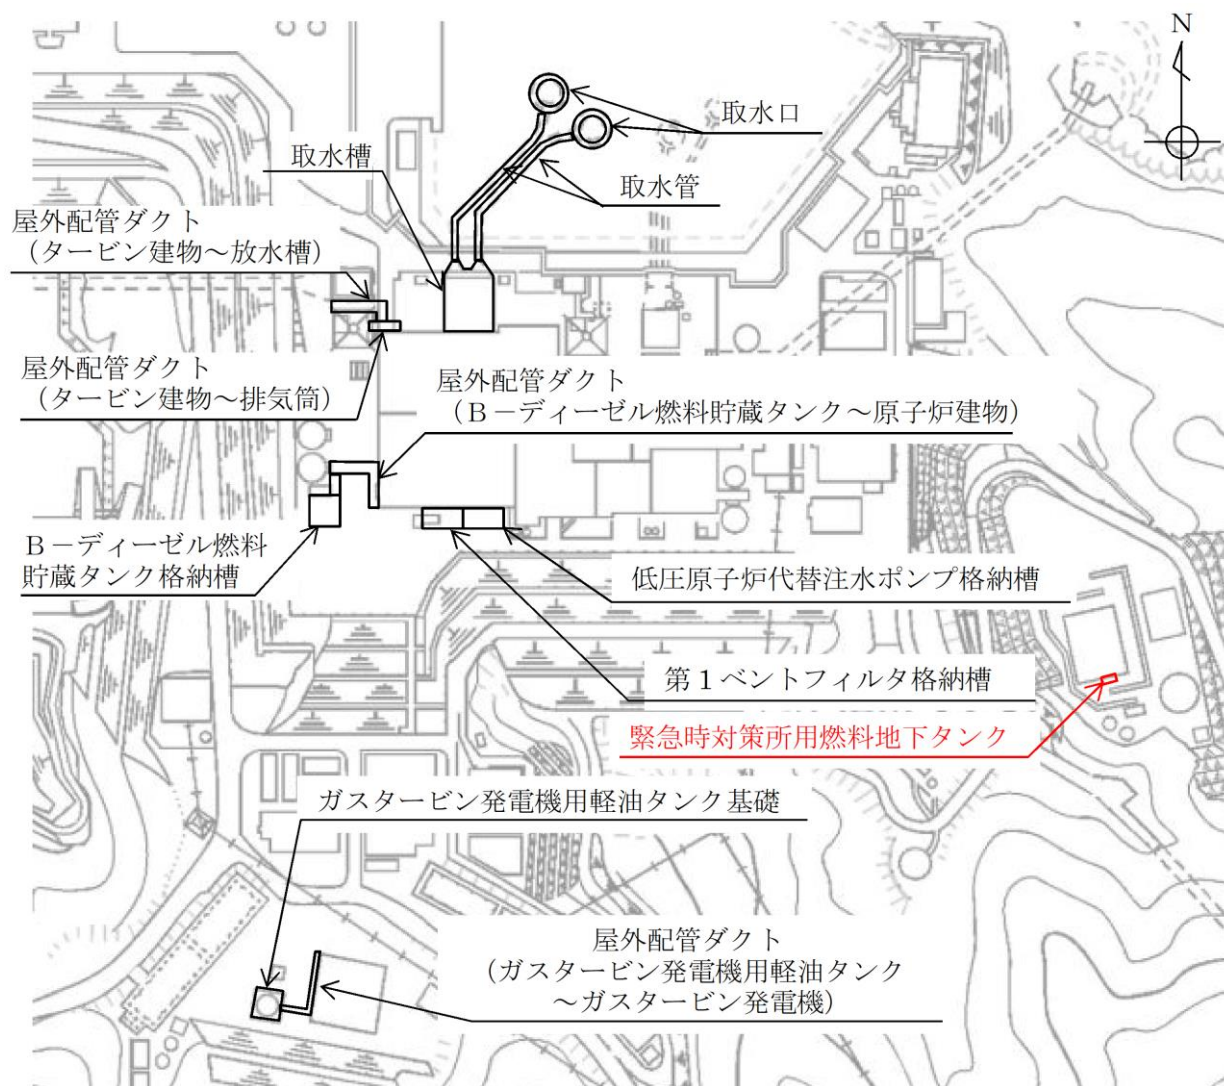 N
取水口
取水槽
取水管
屋外配管ダクト
（タービン建物～放水槽）
屋外配管ダクト
（タービン建物～排気筒）
屋外配管ダクト
（Ｂ－ディーゼル燃料貯蔵タンク～原子炉建物）
Ｂ－ディーゼル燃料
貯蔵タンク格納槽
低圧原子炉代替注水ポンプ格納槽
第１ベントフィルタ格納槽
緊急時対策所用燃料地下タンク
ガスタービン発電機用軽油タンク基礎
屋外配管ダクト
（ガスタービン発電機用軽油タンク
～ガスタービン発電機）